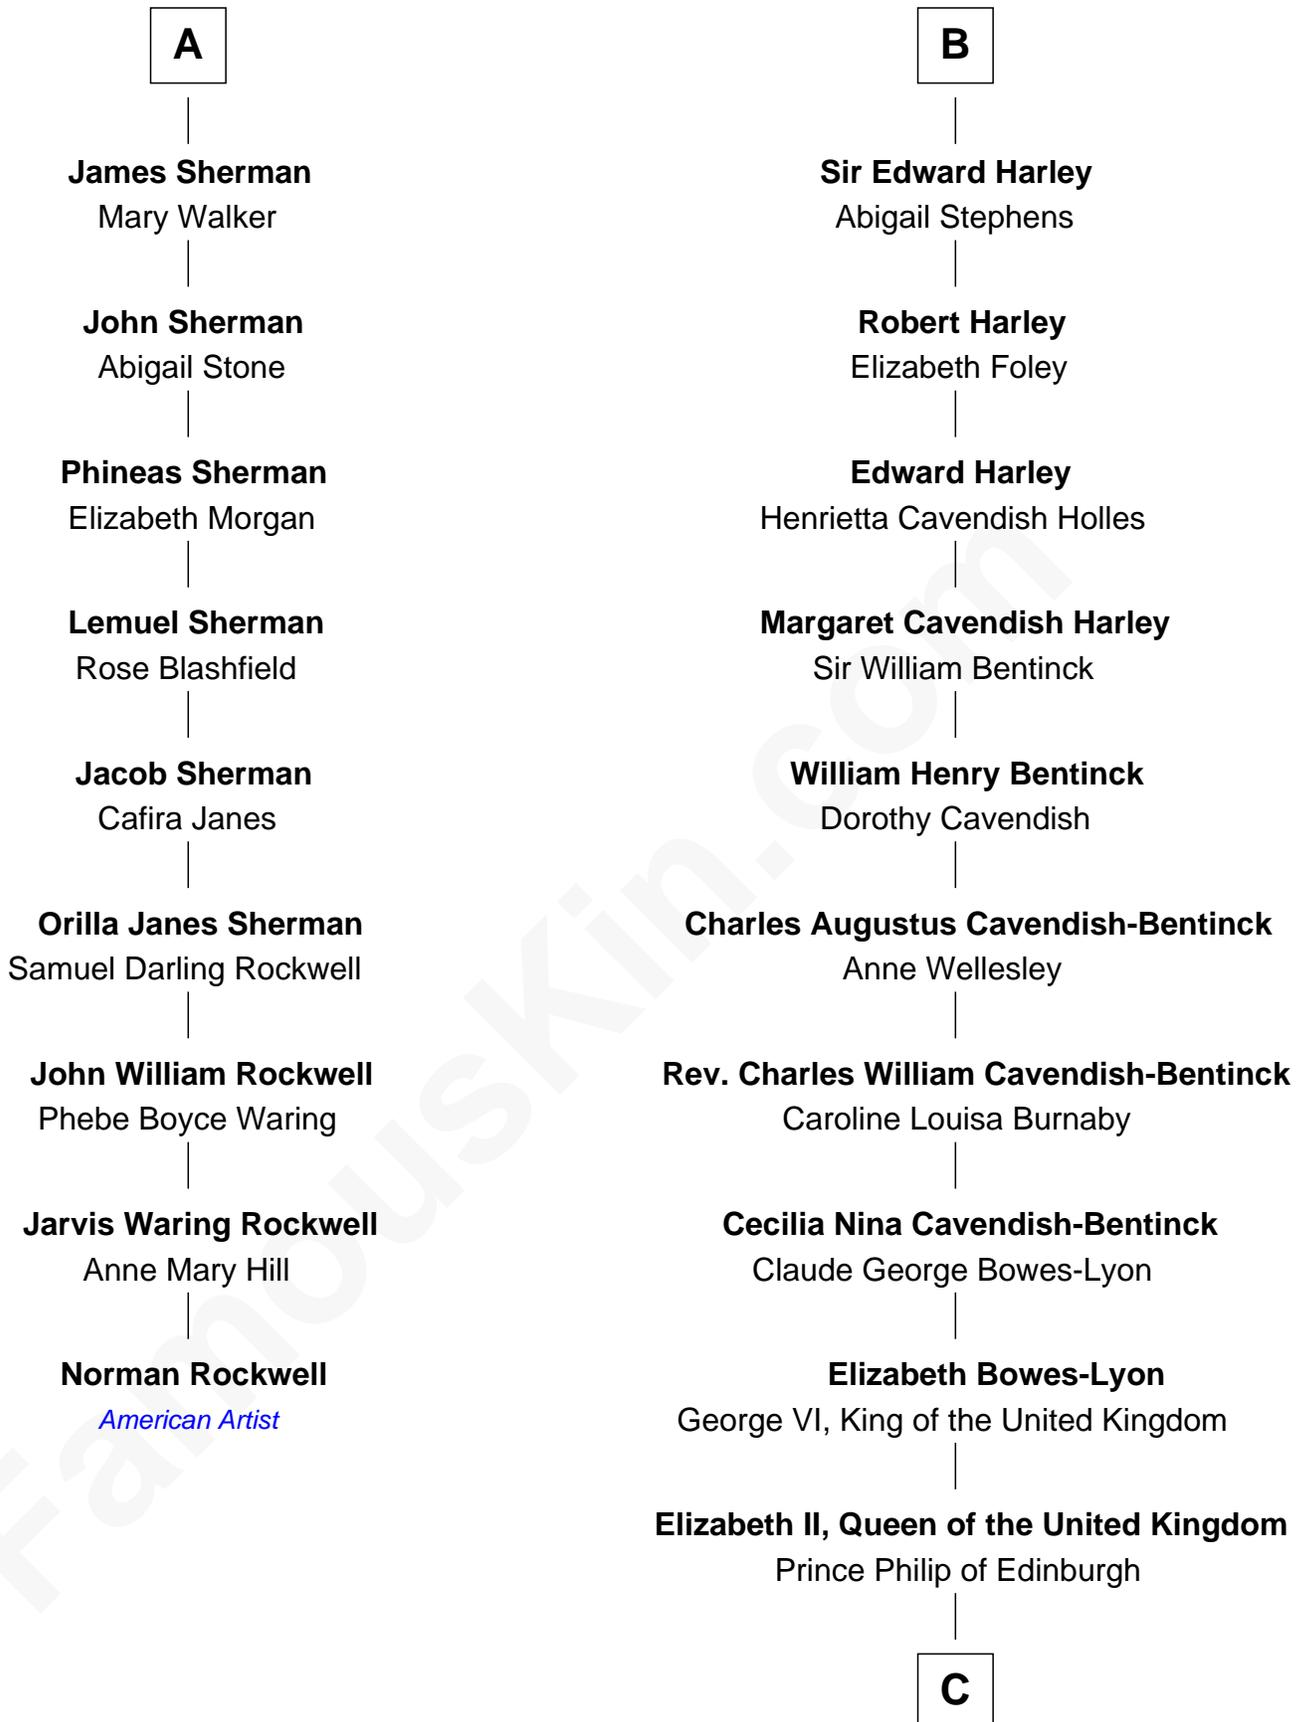 A
James Sherman
Mary Walker
John Sherman
Abigail Stone
Phineas Sherman
Elizabeth Morgan
Lemuel Sherman
Rose Blashfield
Jacob Sherman
Cafira Janes
Orilla Janes Sherman
Samuel Darling Rockwell
John William Rockwell
Phebe Boyce Waring
Jarvis Waring Rockwell
Anne Mary Hill
Norman Rockwell
American Artist
B
Sir Edward Harley
Abigail Stephens
Robert Harley
Elizabeth Foley
Edward Harley
Henrietta Cavendish Holles
Margaret Cavendish Harley
Sir William Bentinck
William Henry Bentinck
Dorothy Cavendish
Charles Augustus Cavendish-Bentinck
Anne Wellesley
Rev. Charles William Cavendish-Bentinck
Caroline Louisa Burnaby
Cecilia Nina Cavendish-Bentinck
Claude George Bowes-Lyon
Elizabeth Bowes-Lyon
George VI, King of the United Kingdom
Elizabeth II, Queen of the United Kingdom
Prince Philip of Edinburgh
C
FamousKin.com